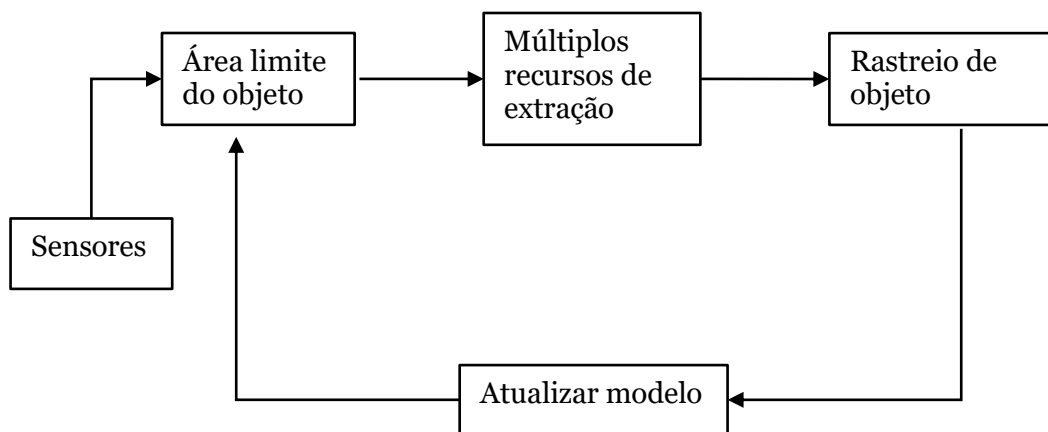 Área limite
do objeto
Múltiplos
recursos de
extração
Rastreio de
objeto
Sensores
Atualizar modelo